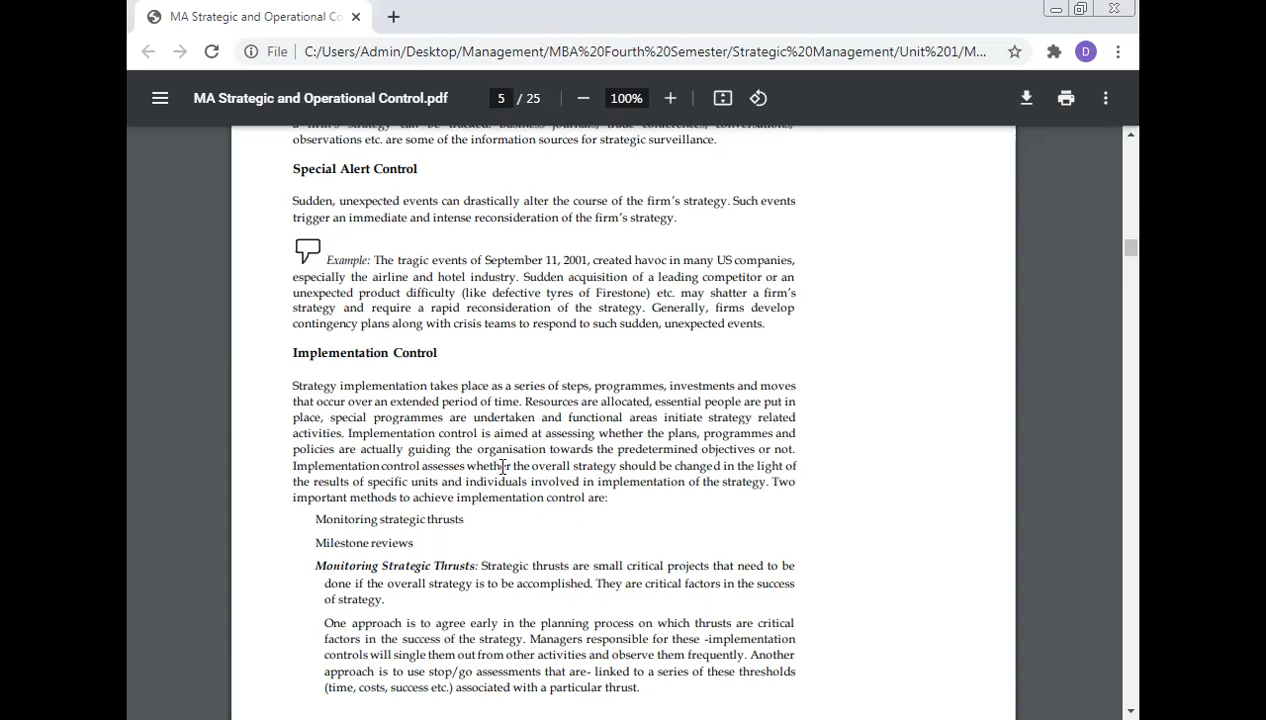 MA Strategic and Operational Co
File
C:/Users/Admin/Desktop/Management/MBA%20Fourth%20Semester/Strategic%20Management/Unit%201/M...
D
MA Strategic and Operational Control.pdf
5 / 25
100%
a firm's strategy can be tracked. Business journals, trade conferences, conversations,
observations etc. are some of the information sources for strategic surveillance.
Special Alert Control
Sudden, unexpected events can drastically alter the course of the firm's strategy. Such events
trigger an immediate and intense reconsideration of the firm's strategy.
Example: The tragic events of September 11, 2001, created havoc in many US companies,
especially the airline and hotel industry. Sudden acquisition of a leading competitor or an
unexpected product difficulty (like defective tyres of Firestone) etc. may shatter a firm's
strategy and require a rapid reconsideration of the strategy. Generally, firms develop
contingency plans along with crisis teams to respond to such sudden, unexpected events.
Implementation Control
Strategy implementation takes place as a series of steps, programmes, investments and moves
that occur over an extended period of time. Resources are allocated, essential people are put in
place, special programmes are undertaken and functional areas initiate strategy related
activities. Implementation control is aimed at assessing whether the plans, programmes and
policies are actually guiding the organisation towards the predetermined objectives or not.
Implementation control assesses whether the overall strategy should be changed in the light of
the results of specific units and individuals involved in implementation of the strategy. Two
important methods to achieve implementation control are:
Monitoring strategic thrusts
Milestone reviews
Monitoring Strategic Thrusts: Strategic thrusts are small critical projects that need to be
done if the overall strategy is to be accomplished. They are critical factors in the success
of strategy.
One approach is to agree early in the planning process on which thrusts are critical
factors in the success of the strategy. Managers responsible for these -implementation
controls will single them out from other activities and observe them frequently. Another
approach is to use stop/go assessments that are- linked to a series of these thresholds
(time, costs, success etc.) associated with a particular thrust.